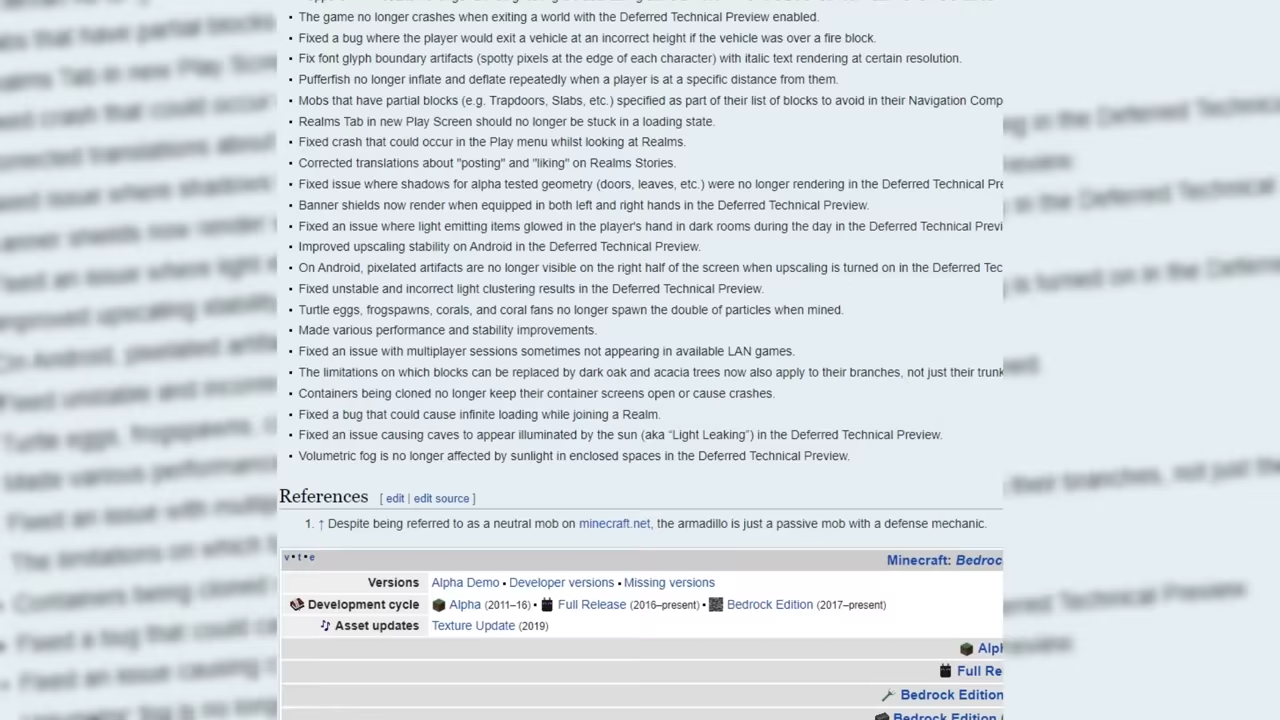 The game no longer crashes when exiting a world with the Deferred Technical Preview enabled.
Fixed a bug where the player would exit a vehicle at an incorrect height if the vehicle was over a fire block.
Fix font glyph boundary artifacts (spotty pixels at the edge of each character) with italic text rendering at certain resolution.
Pufferfish no longer inflate and deflate repeatedly when a player is at a specific distance from them.
Mobs that have partial blocks (e.g. Trapdoors, Slabs, etc.) specified as part of their list of blocks to avoid in their Navigation Comp
Realms Tab in new Play Screen should no longer be stuck in a loading state.
Fixed crash that could occur in the Play menu whilst looking at Realms.
Corrected translations about "posting" and "liking" on Realms Stories.
Fixed issue where shadows for alpha tested geometry (doors, leaves, etc.) were no longer rendering in the Deferred Technical Pre
Banner shields now render when equipped in both left and right hands in the Deferred Technical Preview.
Fixed an issue where light emitting items glowed in the player's hand in dark rooms during the day in the Deferred Technical Previ
Improved upscaling stability on Android in the Deferred Technical Preview.
On Android, pixelated artifacts are no longer visible on the right half of the screen when upscaling is turned on in the Deferred Tec
Fixed unstable and incorrect light clustering results in the Deferred Technical Preview.
Turtle eggs, frogspawns, corals, and coral fans no longer spawn the double of particles when mined.
Made various performance and stability improvements.
Fixed an issue with multiplayer sessions sometimes not appearing in available LAN games.
The limitations on which blocks can be replaced by dark oak and acacia trees now also apply to their branches, not just their trunk
Containers being cloned no longer keep their container screens open or cause crashes.
Fixed a bug that could cause infinite loading while joining a Realm.
Fixed an issue causing caves to appear illuminated by the sun (aka “Light Leaking”) in the Deferred Technical Preview.
Volumetric fog is no longer affected by sunlight in enclosed spaces in the Deferred Technical Preview.
References [ edit | edit source ]
1. ↑ Despite being referred to as a neutral mob on minecraft.net, the armadillo is just a passive mob with a defense mechanic.
v • t • e Minecraft: Bedroc
Versions Alpha Demo • Developer versions • Missing versions
Development cycle Alpha (2011–16) • Full Release (2016–present) • Bedrock Edition (2017–present)
Asset updates Texture Update (2019)
Alph
Full Re
Bedrock Edition
Bedrock Edition